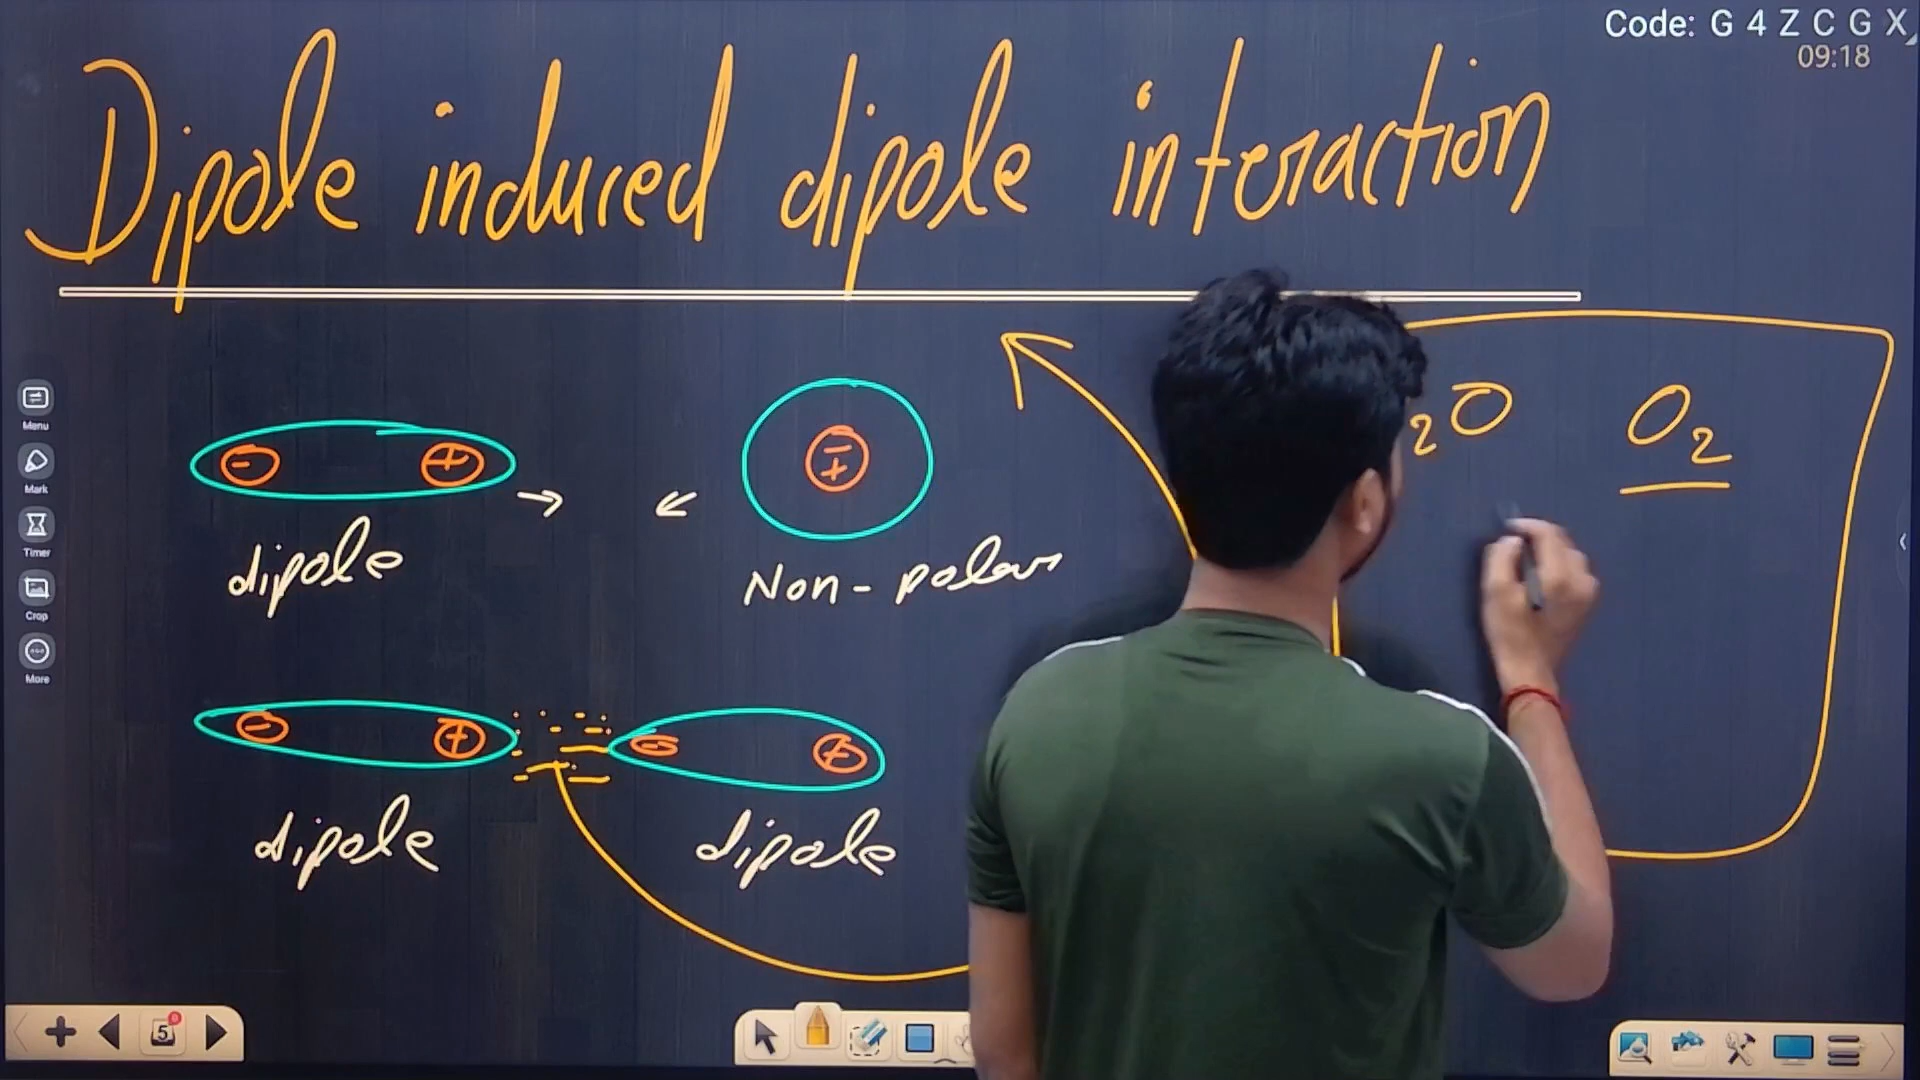 Code: G 4 Z C G X
09:18
Dipole induced dipole interaction
₂O O₂
- +
- +
dipole
Non-polar
- + - +
dipole dipole
Menu
Mark
Timer
Crop
More
5